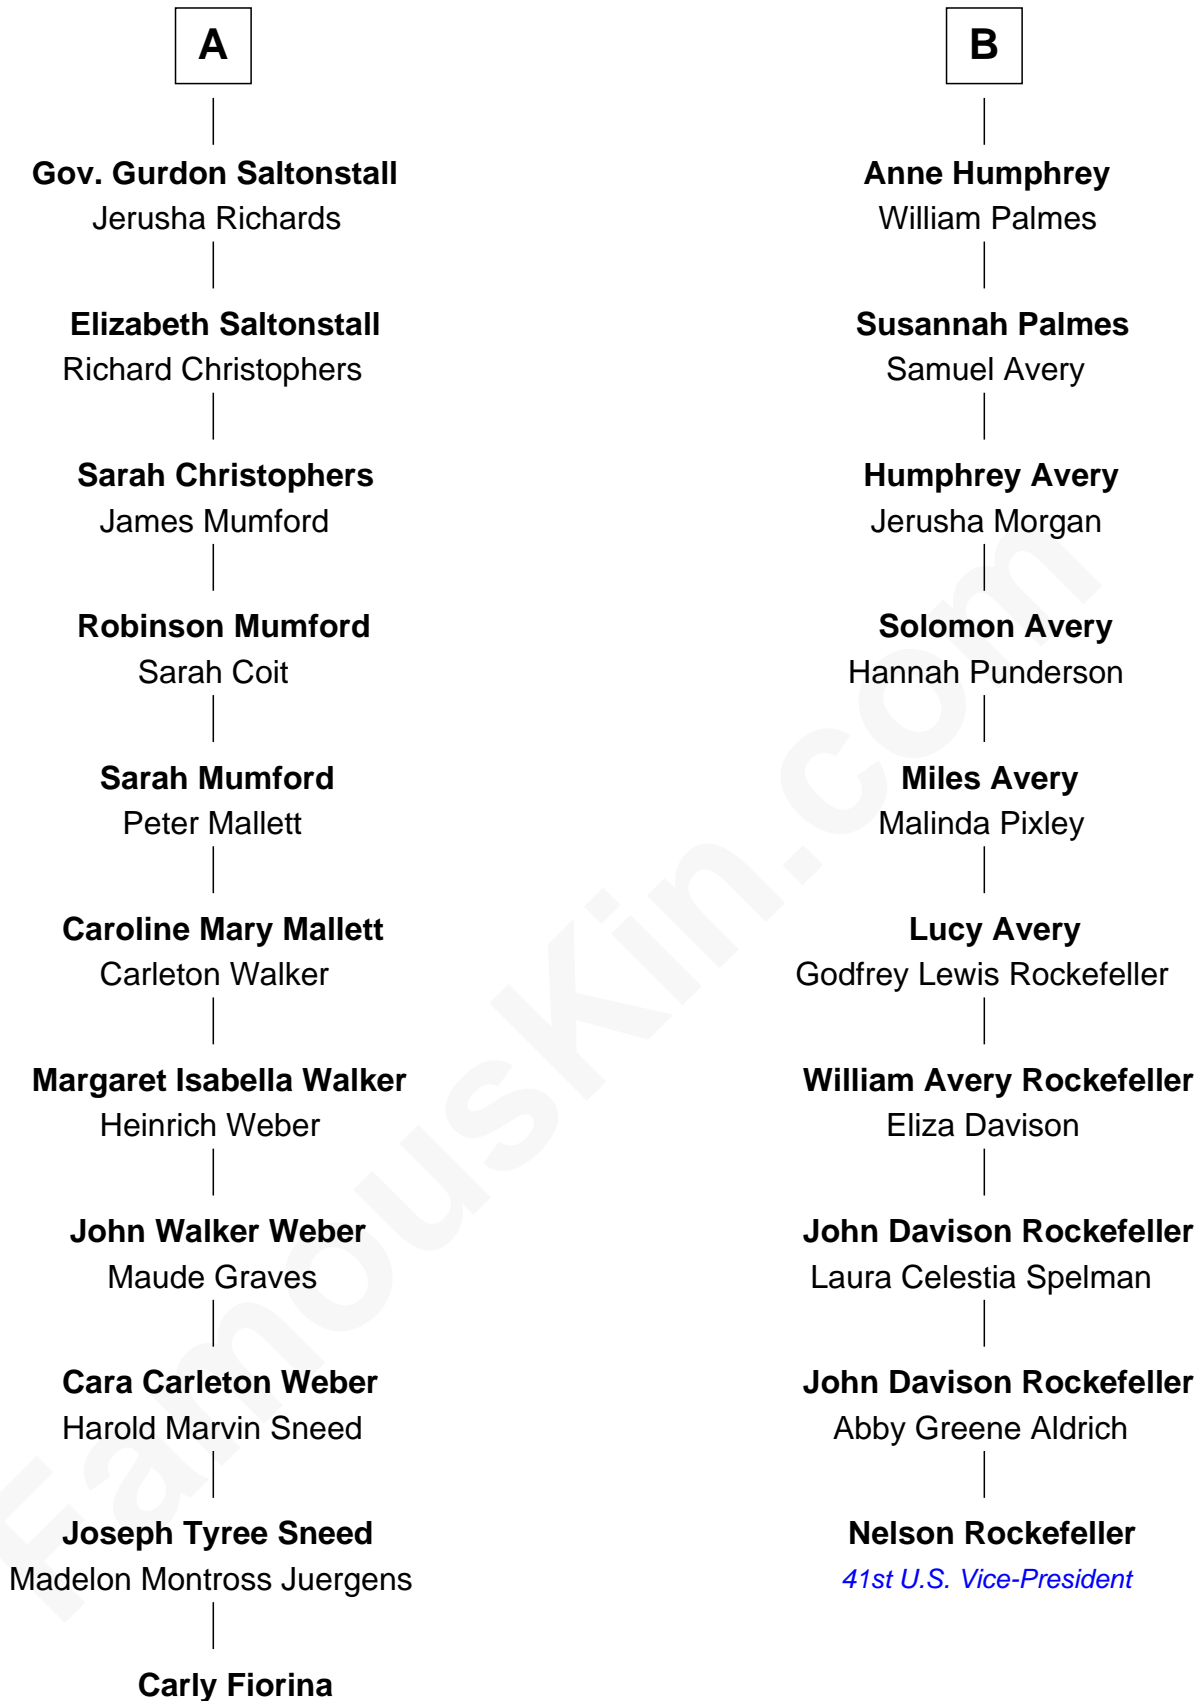 A
Gov. Gurdon Saltonstall
Jerusha Richards
Elizabeth Saltonstall
Richard Christophers
Sarah Christophers
James Mumford
Robinson Mumford
Sarah Coit
Sarah Mumford
Peter Mallett
Caroline Mary Mallett
Carleton Walker
Margaret Isabella Walker
Heinrich Weber
John Walker Weber
Maude Graves
Cara Carleton Weber
Harold Marvin Sneed
Joseph Tyree Sneed
Madelon Montross Juergens
Carly Fiorina
B
Anne Humphrey
William Palmes
Susannah Palmes
Samuel Avery
Humphrey Avery
Jerusha Morgan
Solomon Avery
Hannah Punderson
Miles Avery
Malinda Pixley
Lucy Avery
Godfrey Lewis Rockefeller
William Avery Rockefeller
Eliza Davison
John Davison Rockefeller
Laura Celestia Spelman
John Davison Rockefeller
Abby Greene Aldrich
Nelson Rockefeller
41st U.S. Vice-President
FamousKin.com